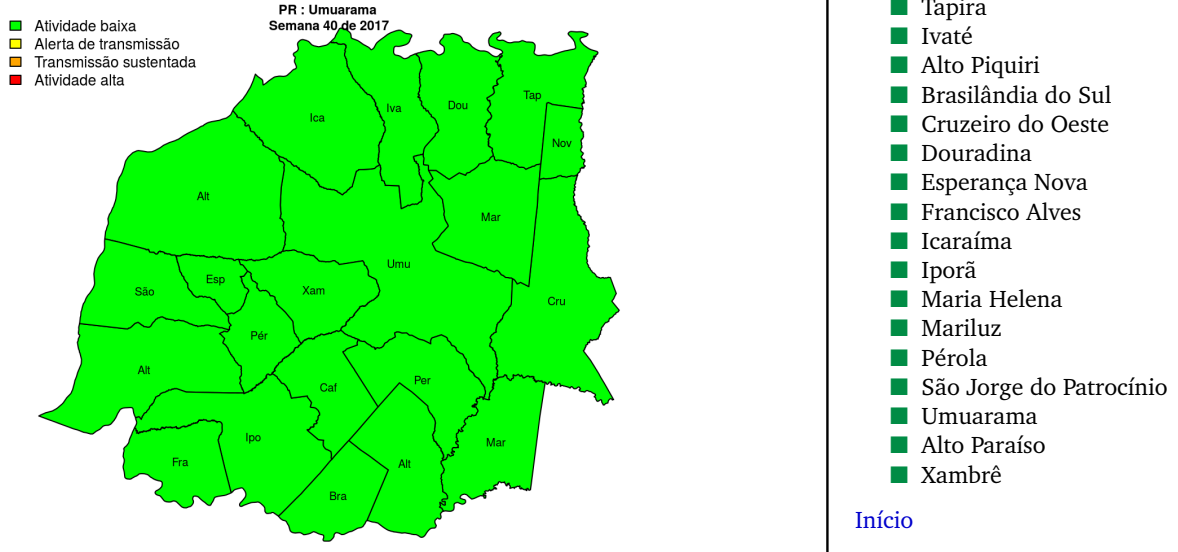 PR : Umuarama
Semana 40 de 2017
Atividade baixa
Alerta de transmissão
Transmissão sustentada
Atividade alta
Ica
Iva
Dou
Tap
Nov
Alt
Mar
Umu
Esp
São
Xam
Cru
Pér
Alt
Caf
Per
Ipo
Mar
Fra
Alt
Bra
Tapira
Ivaté
Alto Piquiri
Brasilândia do Sul
Cruzeiro do Oeste
Douradina
Esperança Nova
Francisco Alves
Icaraíma
Iporã
Maria Helena
Mariluz
Pérola
São Jorge do Patrocínio
Umuarama
Alto Paraíso
Xambrê
Início